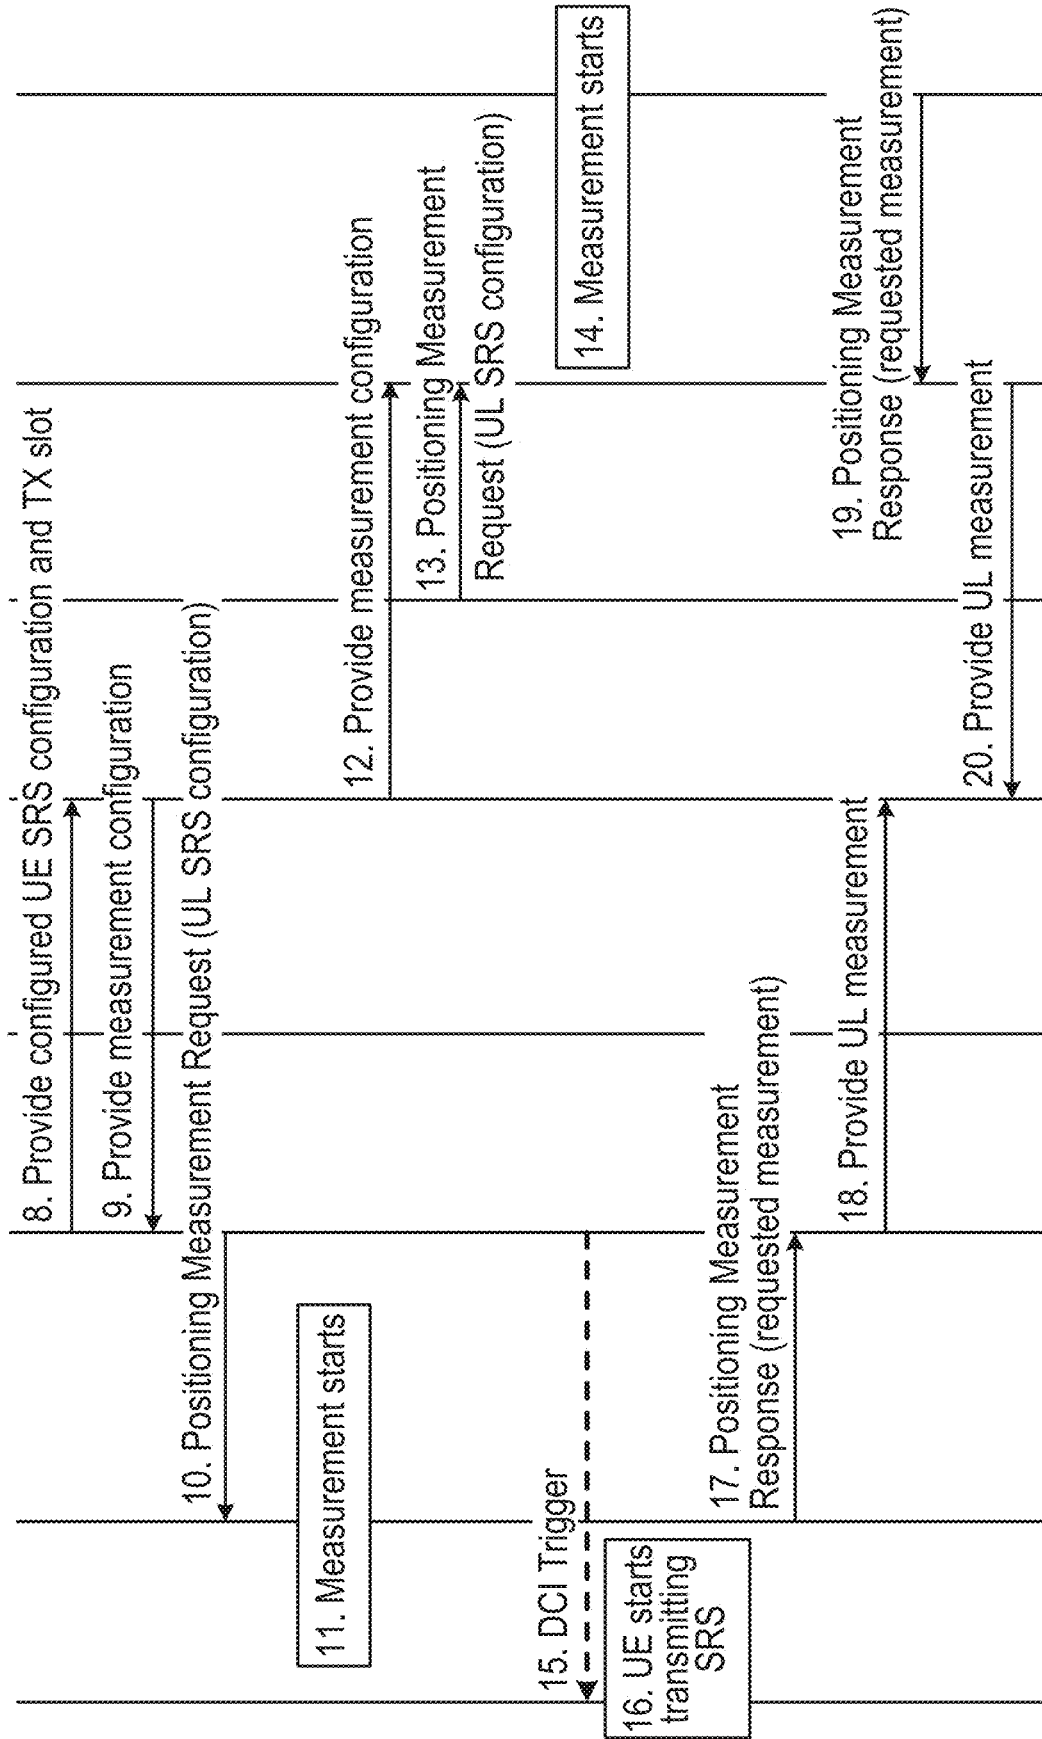 8. Provide configured UE SRS configuration and TX slot
9. Provide measurement configuration
10. Positioning Measurement Request (UL SRS configuration)
11. Measurement starts
12. Provide measurement configuration
13. Positioning Measurement
Request (UL SRS configuration)
14. Measurement starts
15. DCI Trigger
16. UE starts
transmitting
SRS
17. Positioning Measurement
Response (requested measurement)
18. Provide UL measurement
19. Positioning Measurement
Response (requested measurement)
20. Provide UL measurement